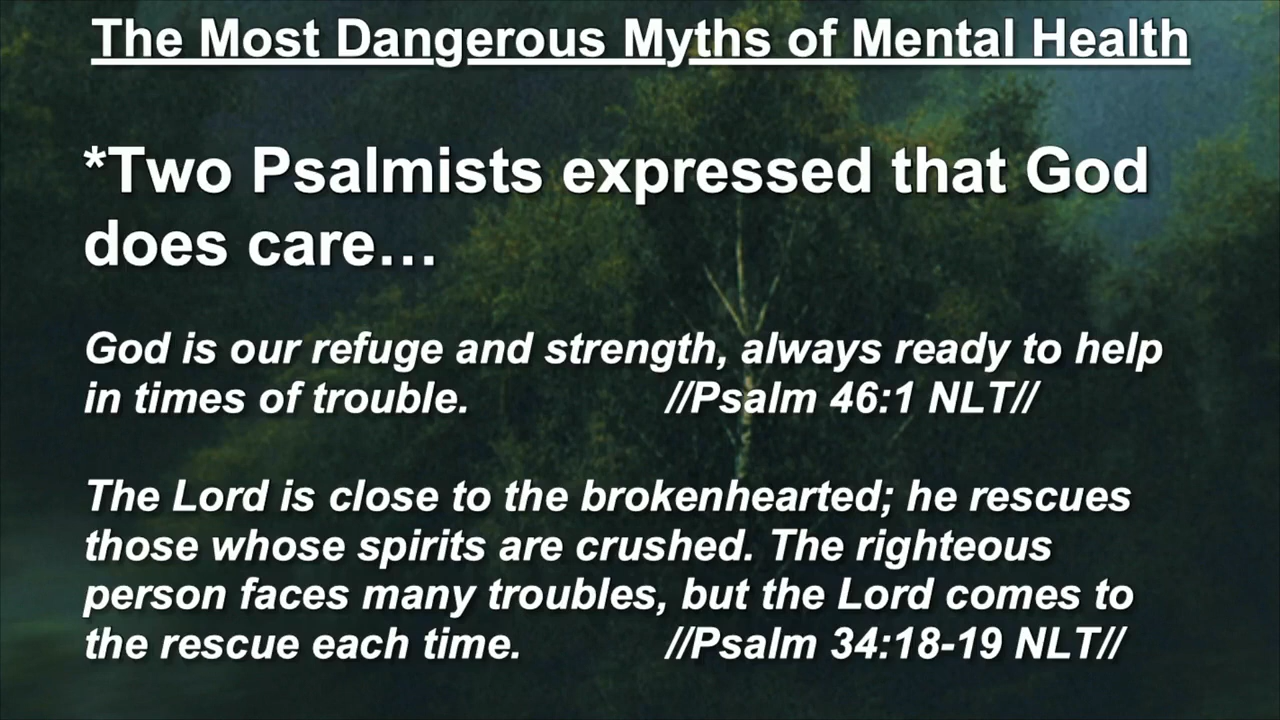 The Most Dangerous Myths of Mental Health
*Two Psalmists expressed that God
does care…
God is our refuge and strength, always ready to help
in times of trouble. //Psalm 46:1 NLT//
The Lord is close to the brokenhearted; he rescues
those whose spirits are crushed. The righteous
person faces many troubles, but the Lord comes to
the rescue each time. //Psalm 34:18-19 NLT//